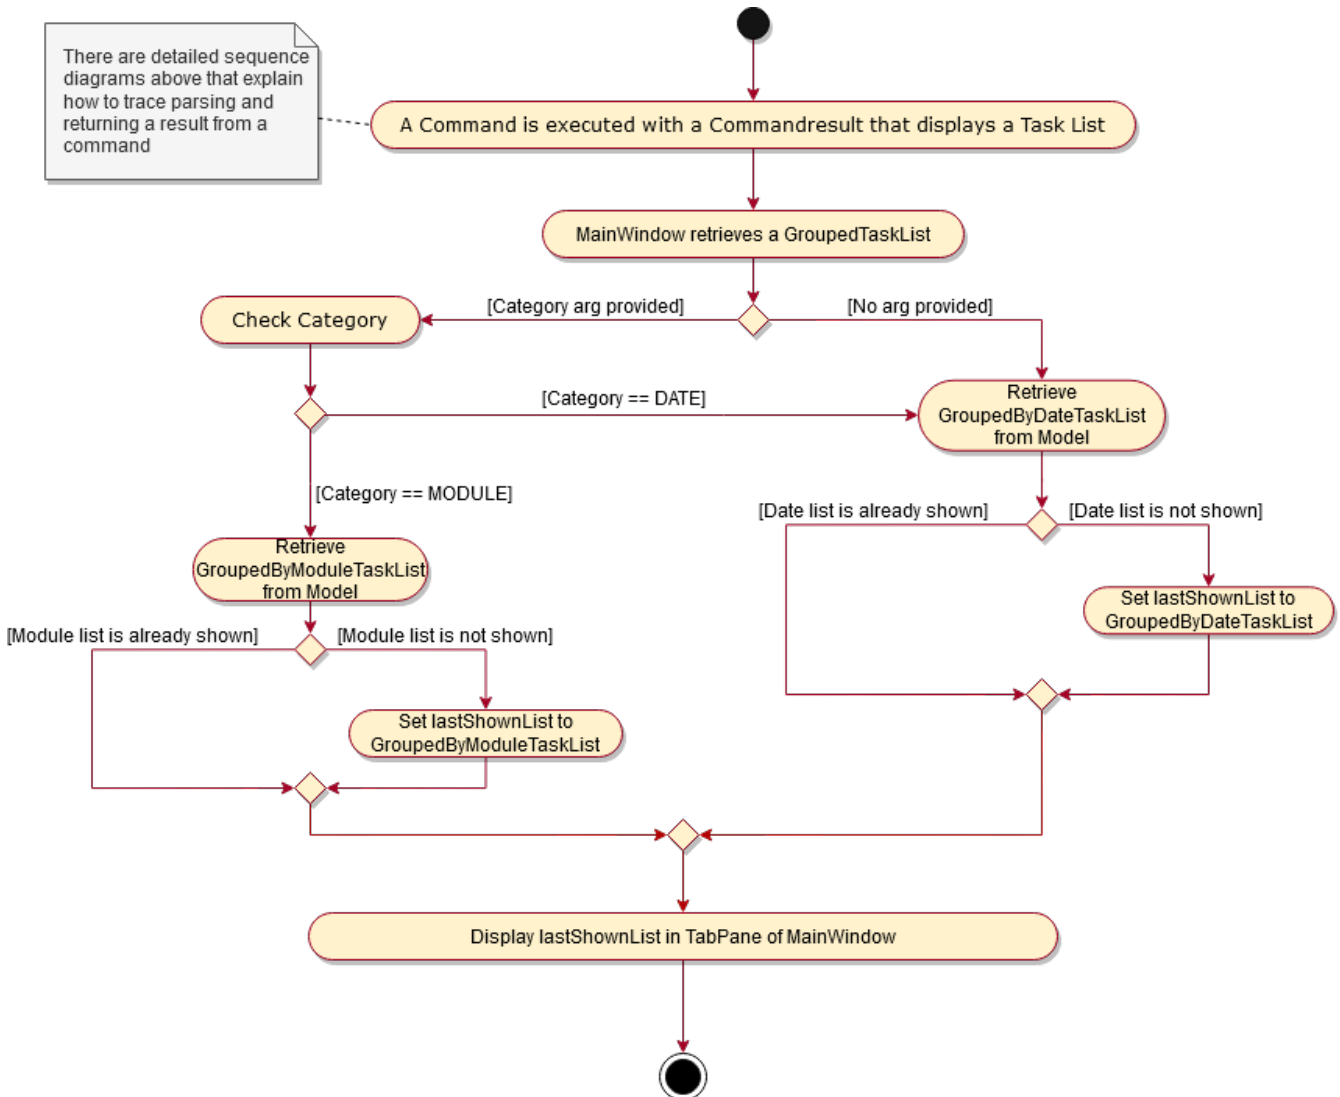 There are detailed sequence
diagrams above that explain
how to trace parsing and
returning a result from a
command
A Command is executed with a Commandresult that displays a Task List
MainWindow retrieves a GroupedTaskList
[Category arg provided]
[No arg provided]
Check Category
[Category == DATE]
Retrieve
GroupedByDateTaskList
from Model
[Category == MODULE]
[Date list is already shown]
[Date list is not shown]
Retrieve
GroupedByModuleTaskList
from Model
Set lastShownList to
GroupedByDateTaskList
[Module list is already shown]
[Module list is not shown]
Set lastShownList to
GroupedByModuleTaskList
Display lastShownList in TabPane of MainWindow